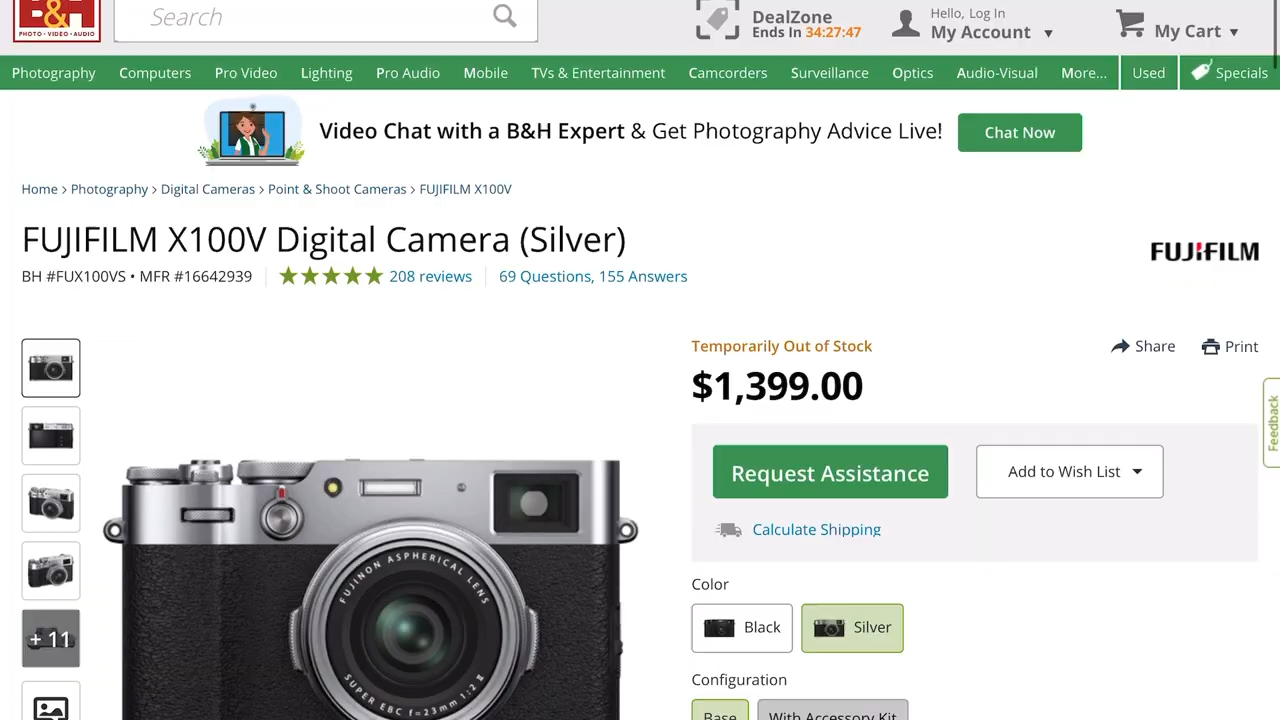 B&H
PHOTO • VIDEO • AUDIO
Search
DealZone
Ends In 34:27:47
Hello, Log In
My Account
My Cart
Photography Computers Pro Video Lighting Pro Audio Mobile TVs & Entertainment Camcorders Surveillance Optics Audio-Visual More... Used Specials
Video Chat with a B&H Expert & Get Photography Advice Live! Chat Now
Home > Photography > Digital Cameras > Point & Shoot Cameras > FUJIFILM X100V
FUJIFILM X100V Digital Camera (Silver)
FUJIFILM
BH #FUX100VS • MFR #16642939 208 reviews 69 Questions, 155 Answers
Temporarily Out of Stock
Share Print
$1,399.00
Feedback
Request Assistance Add to Wish List
Calculate Shipping
FUJINON ASPHERICAL LENS
SUPER EBC f=23mm 1:2 II
+ 11
Color
Black Silver
Configuration
Base With Accessory Kit